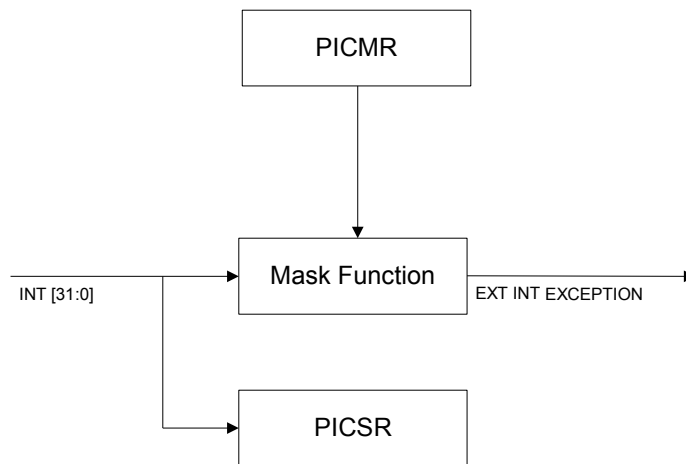 PICMR
Mask Function
INT [31:0]
EXT INT EXCEPTION
PICSR